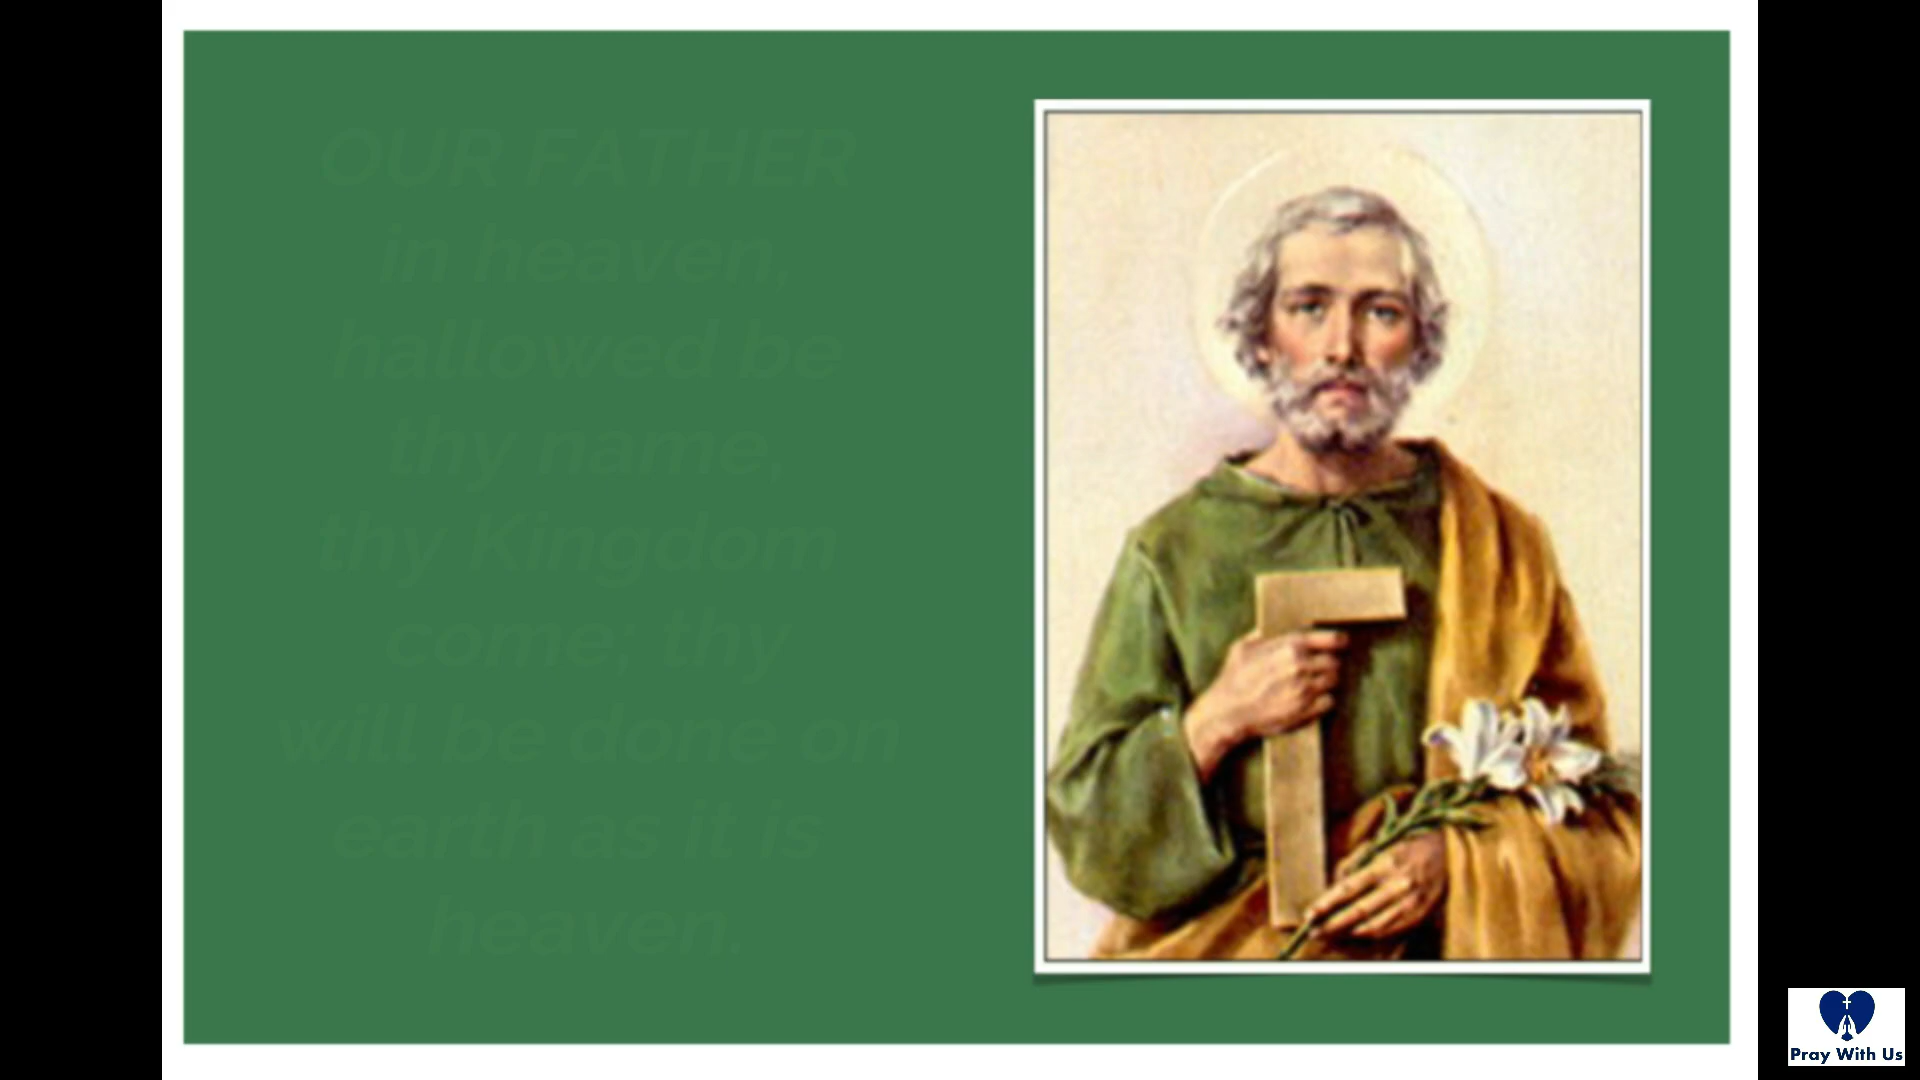 OUR FATHER
in heaven,
hallowed be
thy name,
thy Kingdom
come; thy
will be done on
earth as it is
heaven.
Pray With Us